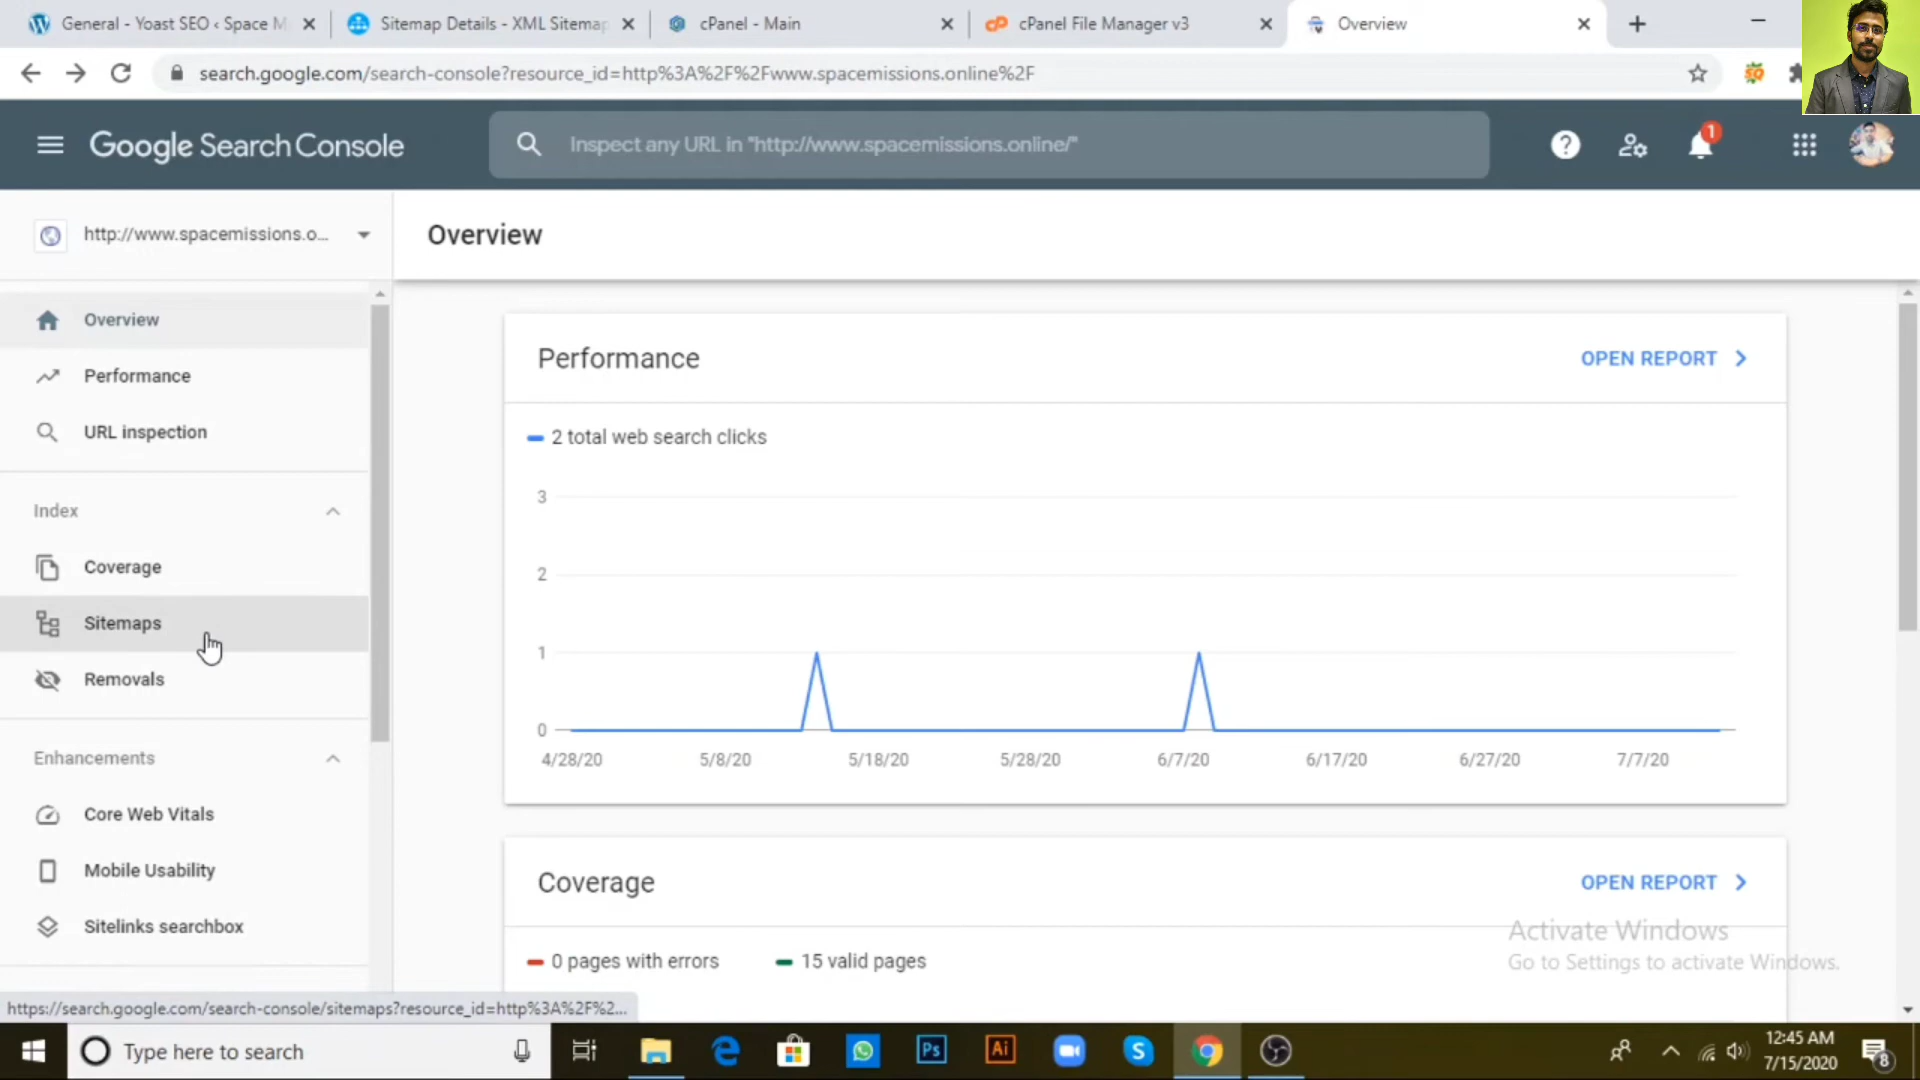 General - Yoast SEO ‹ Space M
Sitemap Details - XML Sitemap
cPanel - Main
cPanel File Manager v3
Overview
search.google.com/search-console?resource_id=http%3A%2F%2Fwww.spacemissions.online%2F
Google Search Console
Inspect any URL in "http://www.spacemissions.online/"
1
http://www.spacemissions.o...
Overview
Overview
Performance
URL inspection
Index
Coverage
Sitemaps
Removals
Enhancements
Core Web Vitals
Mobile Usability
Sitelinks searchbox
Performance
OPEN REPORT
2 total web search clicks
3
2
1
0
4/28/20 5/8/20 5/18/20 5/28/20 6/7/20 6/17/20 6/27/20 7/7/20
Coverage
OPEN REPORT
0 pages with errors 15 valid pages
Activate Windows
Go to Settings to activate Windows.
https://search.google.com/search-console/sitemaps?resource_id=http%3A%2F%2...
Type here to search
Ps
Ai
12:45 AM
7/15/2020
8